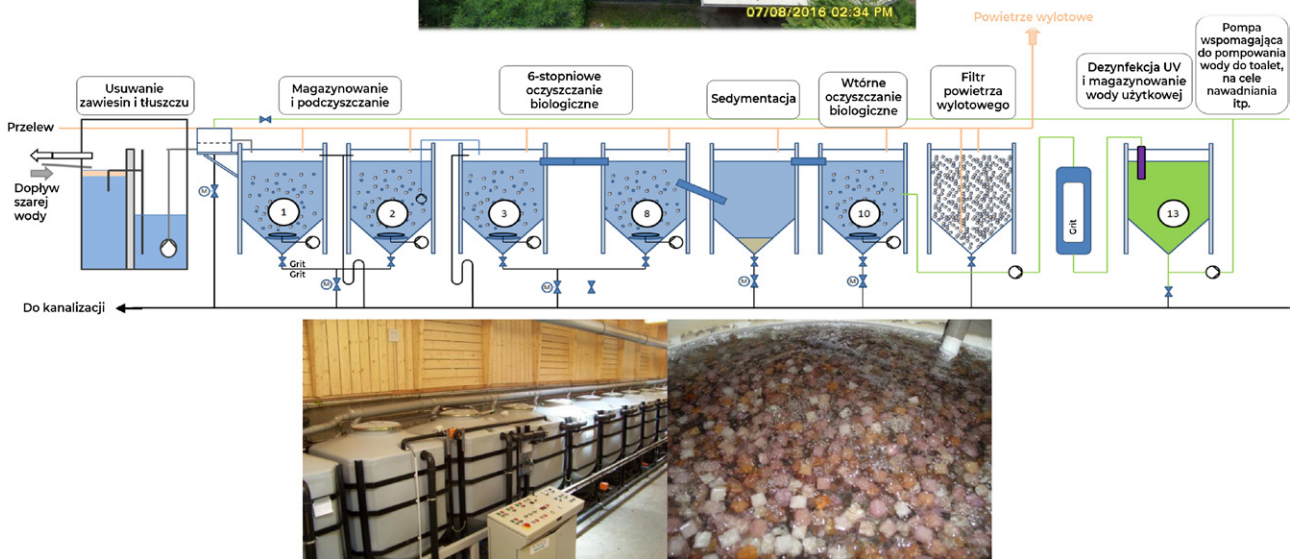 07/08/2016 02:34 PM
Powietrze wylotowe
Usuwanie
zawiesin i tłuszczu
Magazynowanie
i podczyszczanie
6-stopniowe
oczyszczanie
biologiczne
Sedymentacja
Wtórne
oczyszczanie
biologiczne
Filtr
powietrza
wylotowego
Dezynfekcja UV
i magazynowanie
wody użytkowej
Pompa
wspomagająca
do pompowania
wody do toalet,
na cele
nawadniania
itp.
Przelew
Dopływ
szarej
wody
M
1
2
3
8
10
Grit
13
Grit
Grit
M
M
M
M
Do kanalizacji